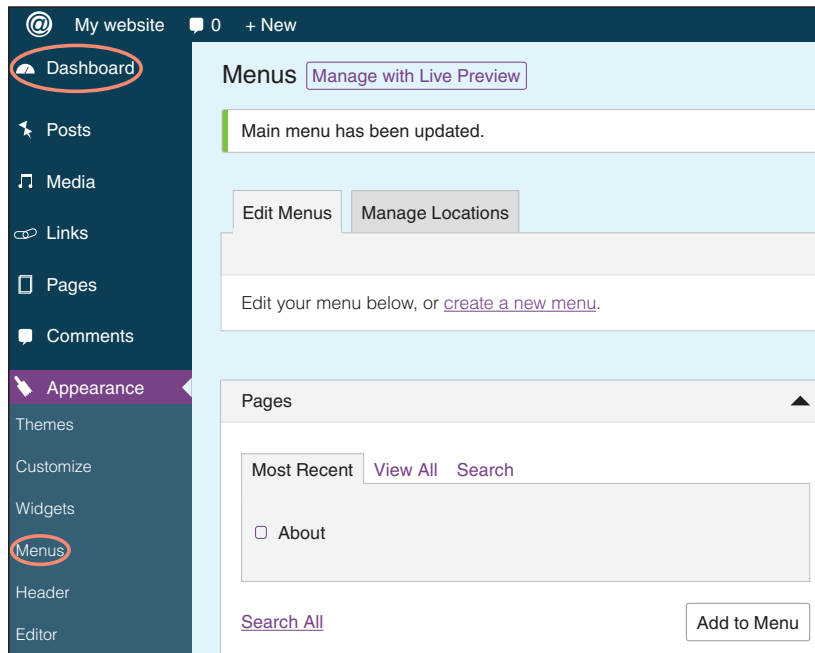 My website 0 + New
Dashboard
Posts
Media
Links
Pages
Comments
Appearance
Themes
Customize
Widgets
Menus
Header
Editor
Menus Manage with Live Preview
Main menu has been updated.
Edit Menus Manage Locations
Edit your menu below, or create a new menu.
Pages
Most Recent View All Search
About
Search All Add to Menu